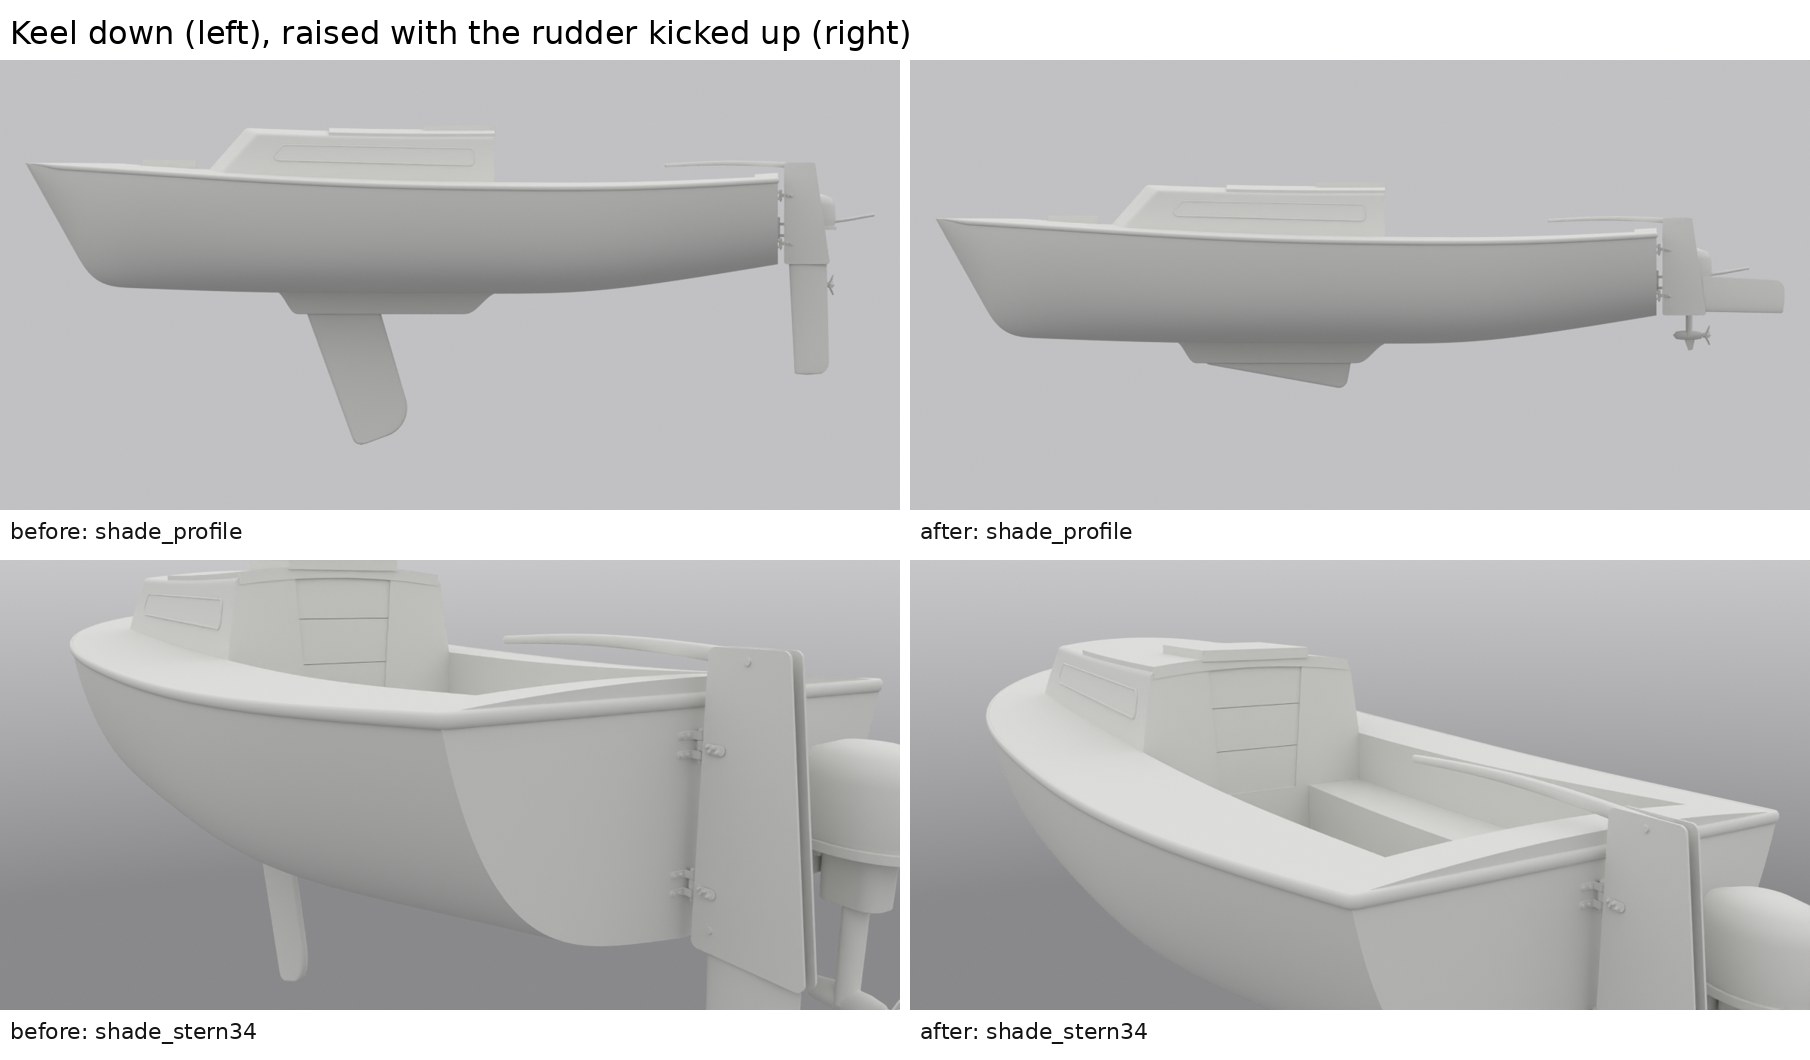 Keel down (left), raised with the rudder kicked up (right)
before: shade_profile
after: shade_profile
before: shade_stern34
after: shade_stern34